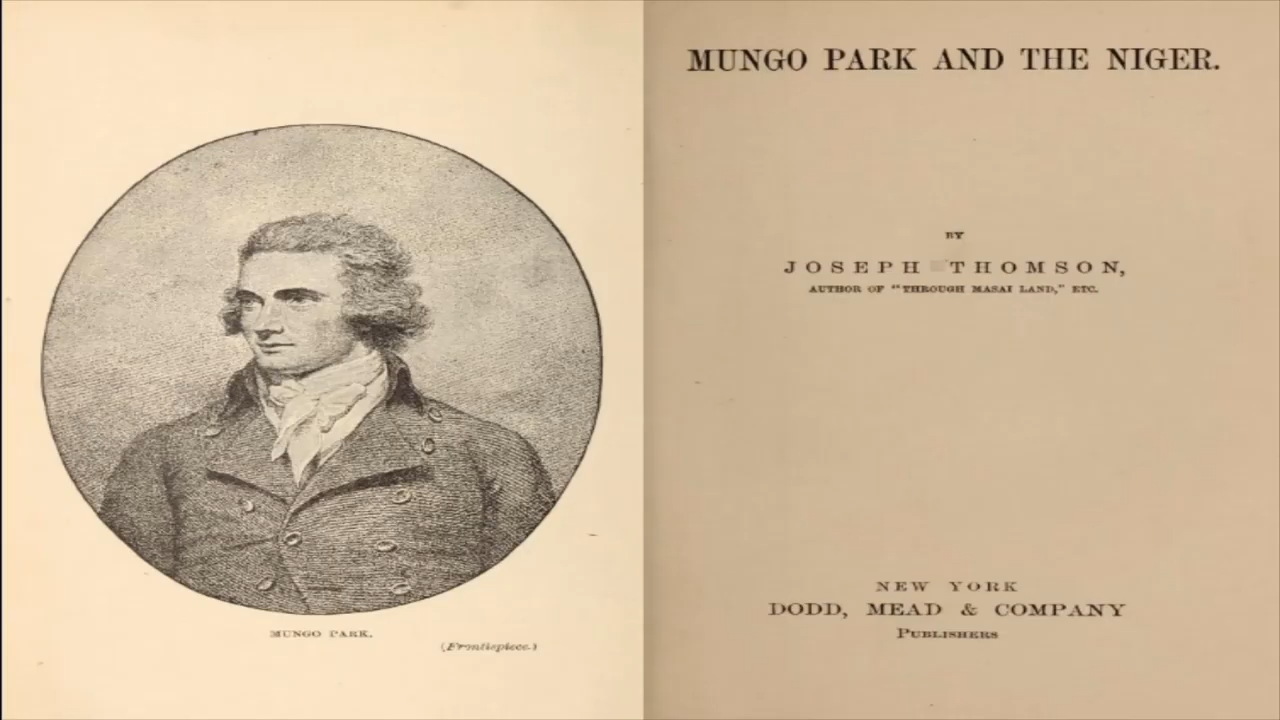 MUNGO PARK.
(Frontispiece.)
MUNGO PARK AND THE NIGER.
BY
JOSEPH THOMSON,
AUTHOR OF "THROUGH MASAI LAND," ETC.
NEW YORK
DODD, MEAD & COMPANY
PUBLISHERS